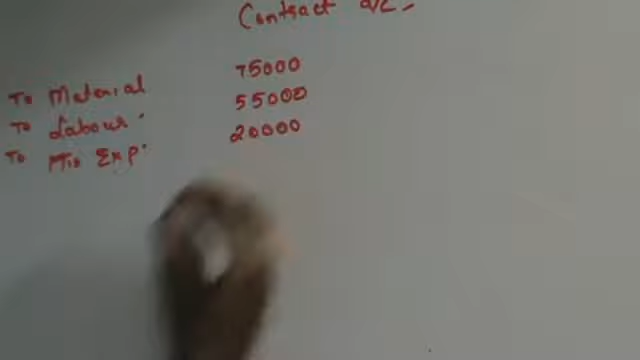 Contract a/c -
To Material 75000
To Labour 55000
To Mis Exp. 20000